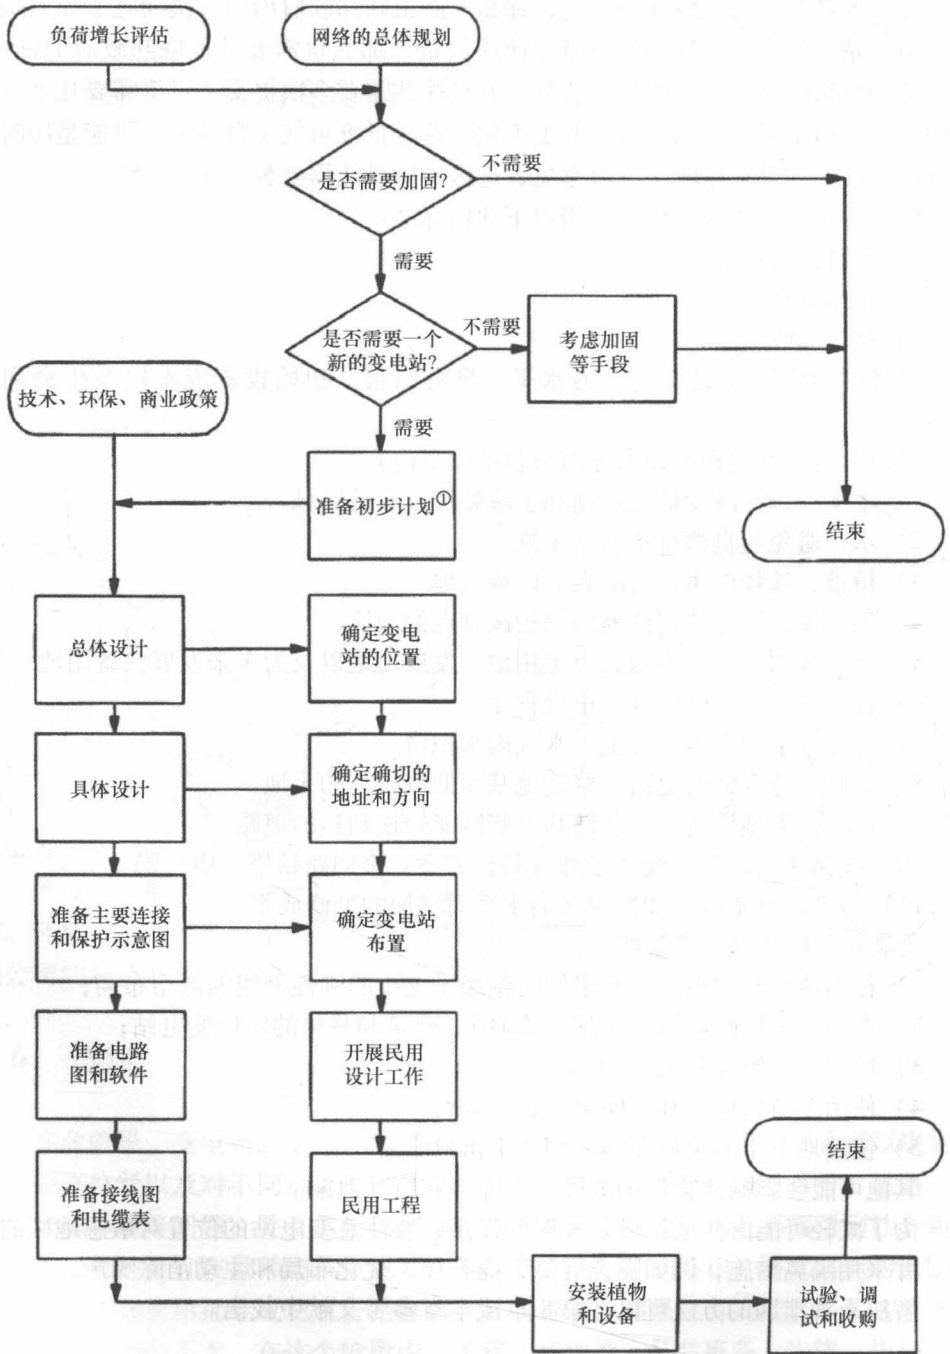 负荷增长评估
网络的总体规划
是否需要加固?
不需要
需要
是否需要一个
新的变电站?
不需要
考虑加固
等手段
技术、环保、商业政策
需要
准备初步计划①
结束
总体设计
确定变电
站的位置
具体设计
确定确切的
地址和方向
准备主要连接
和保护示意图
确定变电站
布置
准备电路
图和软件
开展民用
设计工作
准备接线图
和电缆表
民用工程
结束
安装植物
和设备
试验、调
试和收购